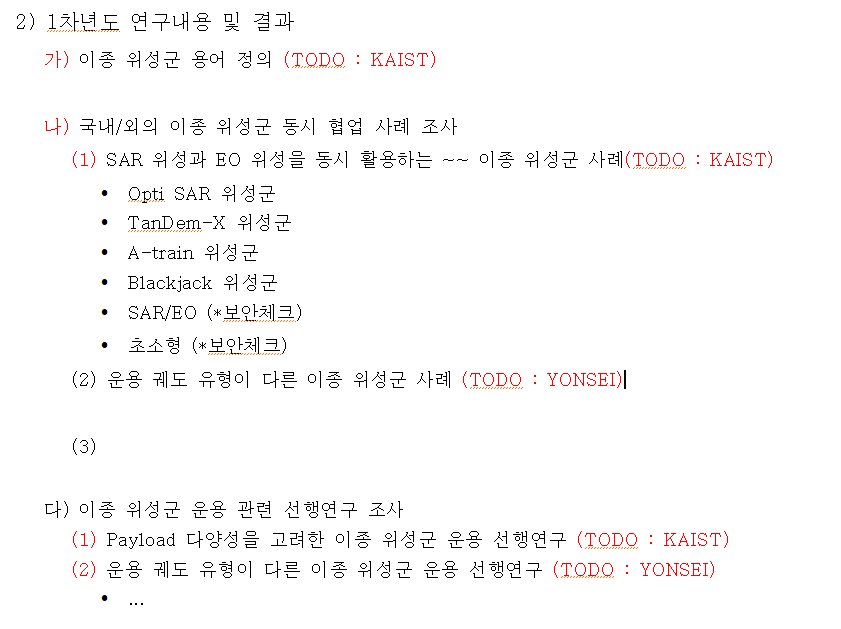 2) 1차년도 연구내용 및 결과
가) 이종 위성군 용어 정의 (TODO : KAIST)
나) 국내/외의 이종 위성군 동시 협업 사례 조사
(1) SAR 위성과 EO 위성을 동시 활용하는 ~~ 이종 위성군 사례(TODO : KAIST)
• Opti SAR 위성군
• TanDem-X 위성군
• A-train 위성군
• Blackjack 위성군
• SAR/EO (*보안체크)
• 초소형 (*보안체크)
(2) 운용 궤도 유형이 다른 이종 위성군 사례 (TODO : YONSEI)
(3)
다) 이종 위성군 운용 관련 선행연구 조사
(1) Payload 다양성을 고려한 이종 위성군 운용 선행연구 (TODO : KAIST)
(2) 운용 궤도 유형이 다른 이종 위성군 운용 선행연구 (TODO : YONSEI)
• ...